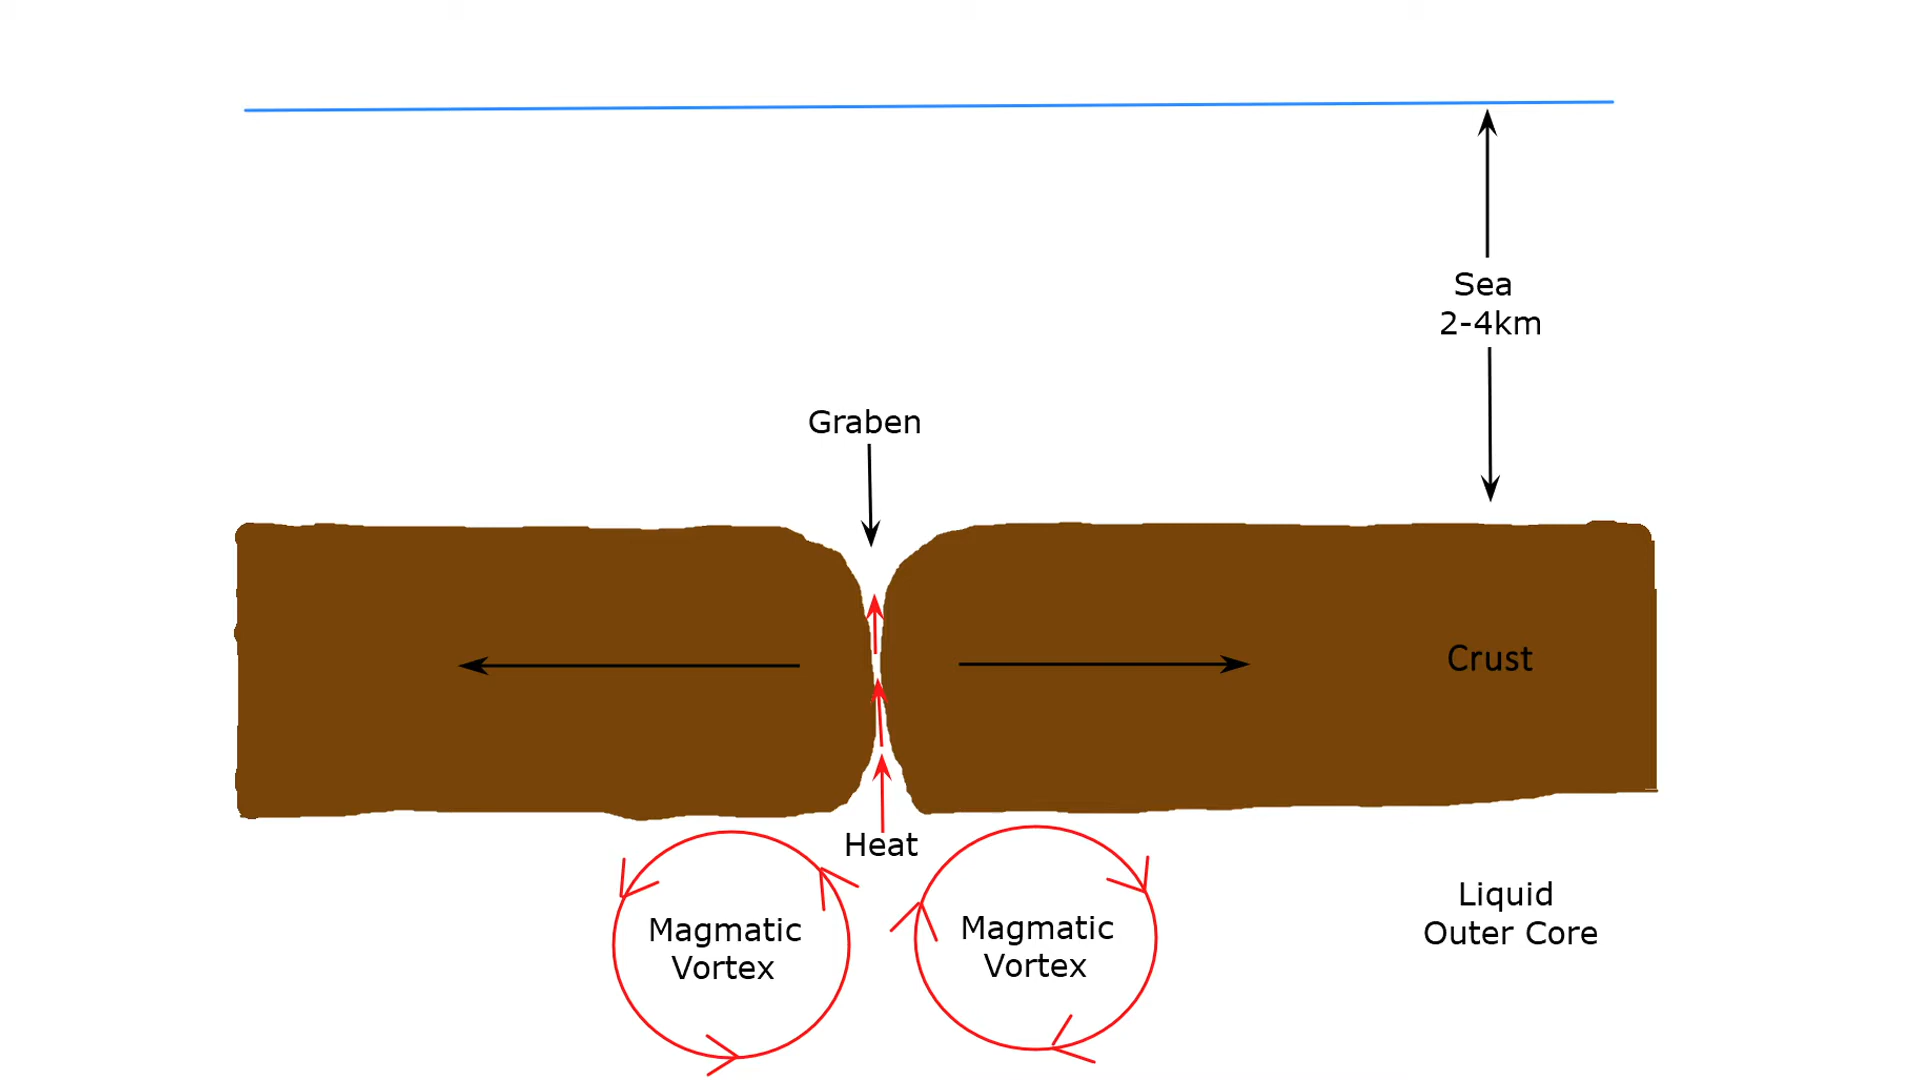 Sea
2-4km
Graben
Crust
Heat
Magmatic
Vortex
Magmatic
Vortex
Liquid
Outer Core